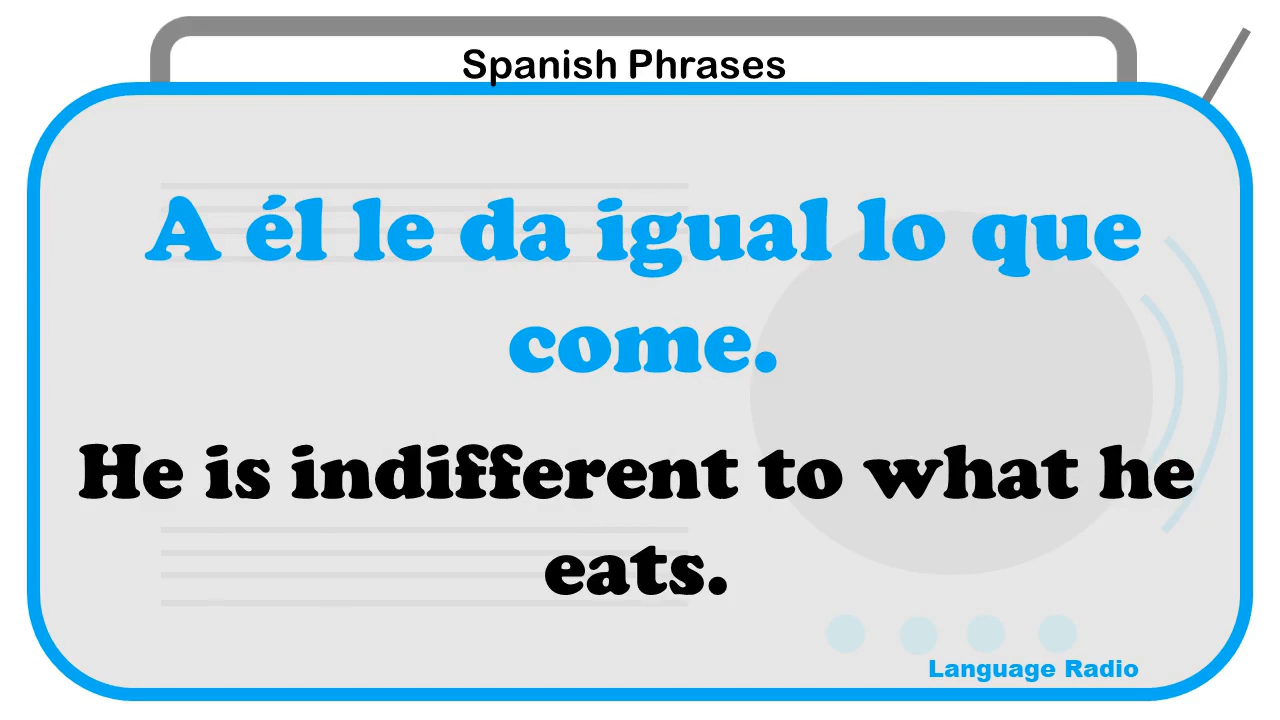 Spanish Phrases
A él le da igual lo que
come.
He is indifferent to what he
eats.
Language Radio